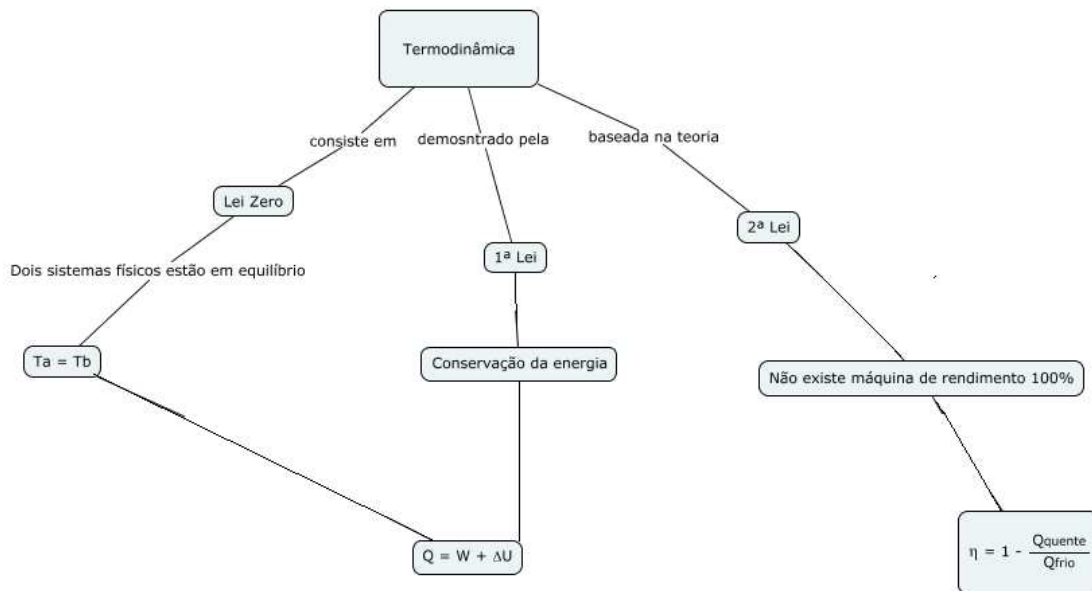 Termodinâmica
consiste em
demosntrado pela
baseada na teoria
Lei Zero
2ª Lei
1ª Lei
Dois sistemas físicos estão em equilíbrio
Ta = Tb
Conservação da energia
Não existe máquina de rendimento 100%
Q = W + ΔU
η = 1 - Qquente
Qfrio